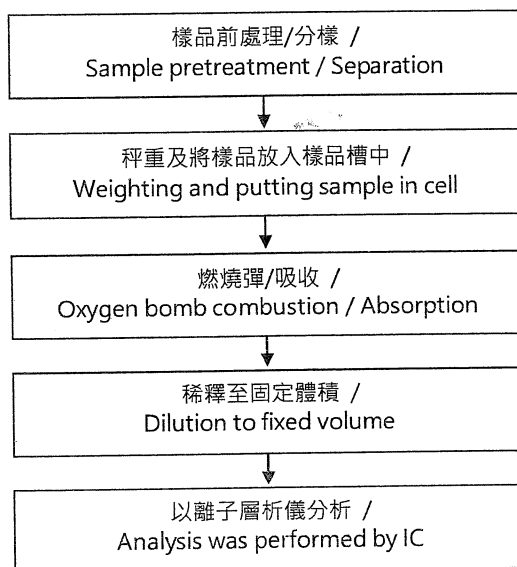 樣品前處理/分樣 /
Sample pretreatment / Separation
秤重及將樣品放入樣品槽中 /
Weighting and putting sample in cell
燃燒彈/吸收 /
Oxygen bomb combustion / Absorption
稀釋至固定體積 /
Dilution to fixed volume
以離子層析儀分析 /
Analysis was performed by IC